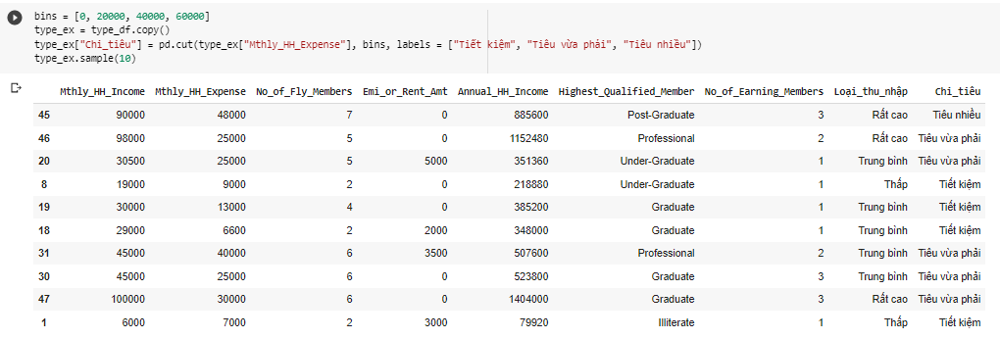 bins = [0, 20000, 40000, 60000]
type_ex = type_df.copy()
type_ex["Chi_tiêu"] = pd.cut(type_ex["Mthly_HH_Expense"], bins, labels = ["Tiết kiệm", "Tiêu vừa phải", "Tiêu nhiều"])
type_ex.sample(10)
Mthly_HH_Income Mthly_HH_Expense No_of_Fly_Members Emi_or_Rent_Amt Annual_HH_Income Highest_Qualified_Member No_of_Earning_Members Loại_thu_nhập Chi_tiêu
45 90000 48000 7 0 885600 Post-Graduate 3 Rất cao Tiêu nhiều
46 98000 25000 5 0 1152480 Professional 2 Rất cao Tiêu vừa phải
20 30500 25000 5 5000 351360 Under-Graduate 1 Trung bình Tiêu vừa phải
8 19000 9000 2 0 218880 Under-Graduate 1 Thấp Tiết kiệm
19 30000 13000 4 0 385200 Graduate 1 Trung bình Tiết kiệm
18 29000 6600 2 2000 348000 Graduate 1 Trung bình Tiết kiệm
31 45000 40000 6 3500 507600 Professional 2 Trung bình Tiêu vừa phải
30 45000 25000 6 0 523800 Graduate 3 Trung bình Tiêu vừa phải
47 100000 30000 6 0 1404000 Graduate 3 Rất cao Tiêu vừa phải
1 6000 7000 2 3000 79920 Illiterate 1 Thấp Tiết kiệm